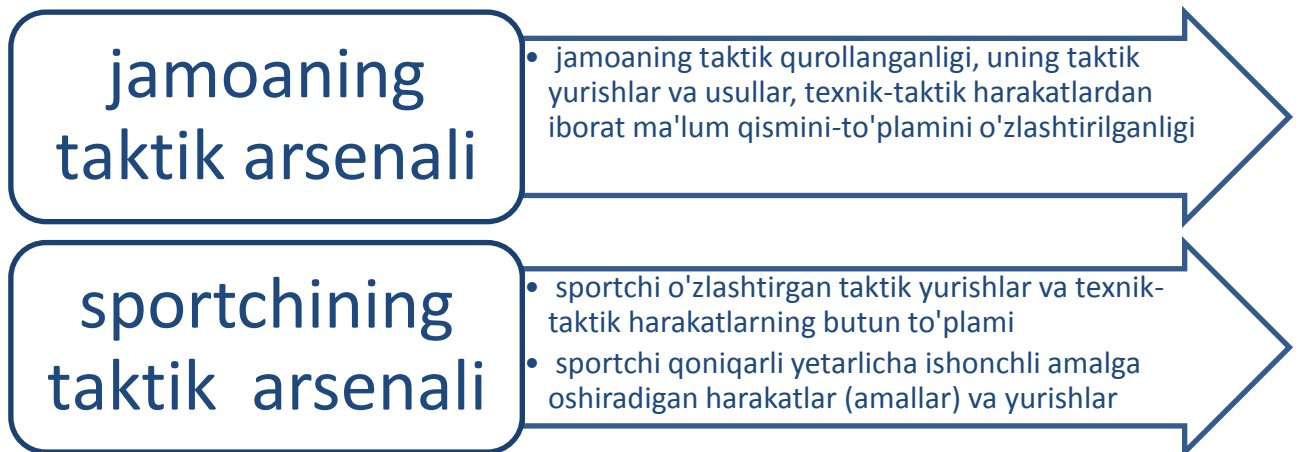 jamoaning
taktik arsenali
• jamoaning taktik qurollanganligi, uning taktik
yurishlar va usullar, texnik-taktik harakatlardan
iborat ma'lum qismini-to'plamini o'zlashtirilganligi
sportchining
taktik arsenali
• sportchi o'zlashtirgan taktik yurishlar va texnik-
taktik harakatlarning butun to'plami
• sportchi qoniqarli yetarlicha ishonchli amalga
oshiradigan harakatlar (amallar) va yurishlar